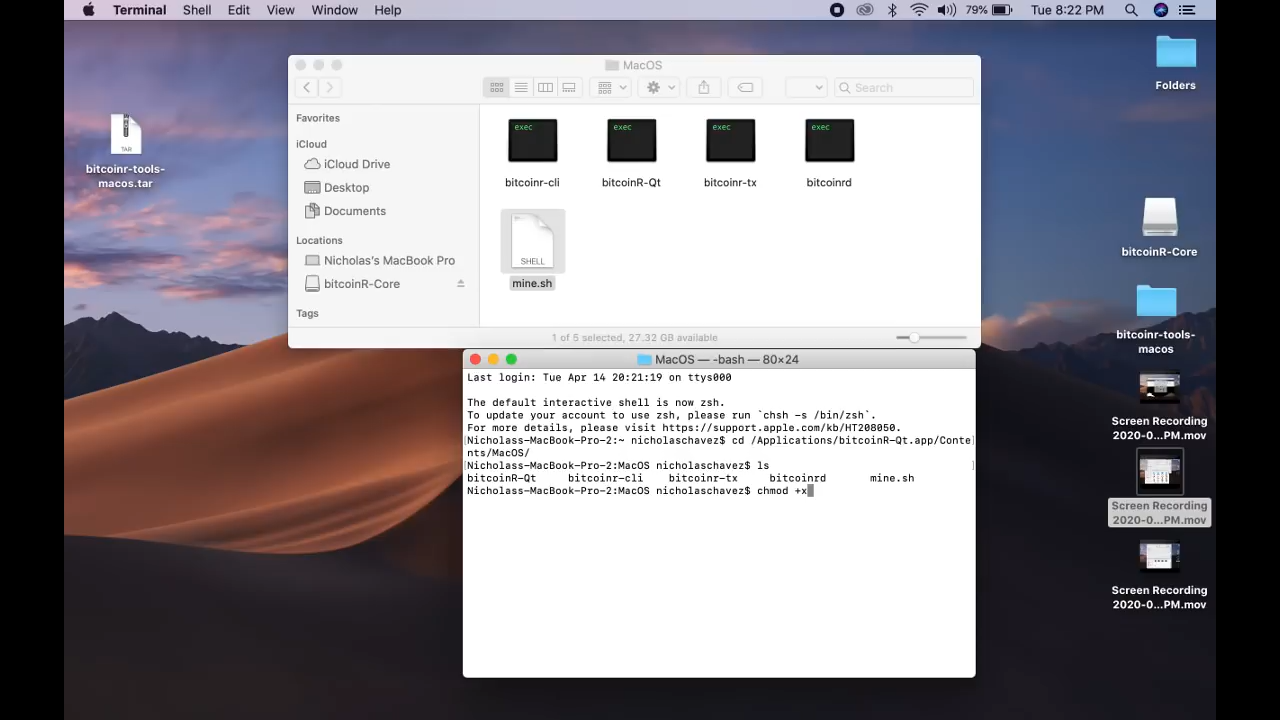 Terminal Shell Edit View Window Help 79% Tue 8:22 PM
MacOS
Search
Favorites
iCloud
iCloud Drive
Desktop
Documents
Locations
Nicholas's MacBook Pro
bitcoinR-Core
Tags
exec exec exec exec
bitcoinr-cli bitcoinR-Qt bitcoinr-tx bitcoinrd
SHELL
mine.sh
1 of 5 selected, 27.32 GB available
TAR
bitcoinr-tools-
macos.tar
Folders
bitcoinR-Core
bitcoinr-tools-
macos
Screen Recording
2020-0...PM.mov
Screen Recording
2020-0...PM.mov
Screen Recording
2020-0...PM.mov
MacOS — -bash — 80×24
Last login: Tue Apr 14 20:21:19 on ttys000
The default interactive shell is now zsh.
To update your account to use zsh, please run `chsh -s /bin/zsh`.
For more details, please visit https://support.apple.com/kb/HT208050.
[Nicholass-MacBook-Pro-2:~ nicholaschavez$ cd /Applications/bitcoinR-Qt.app/Conte]
nts/MacOS/
[Nicholass-MacBook-Pro-2:MacOS nicholaschavez$ ls ]
bitcoinR-Qt bitcoinr-cli bitcoinr-tx bitcoinrd mine.sh
Nicholass-MacBook-Pro-2:MacOS nicholaschavez$ chmod +x